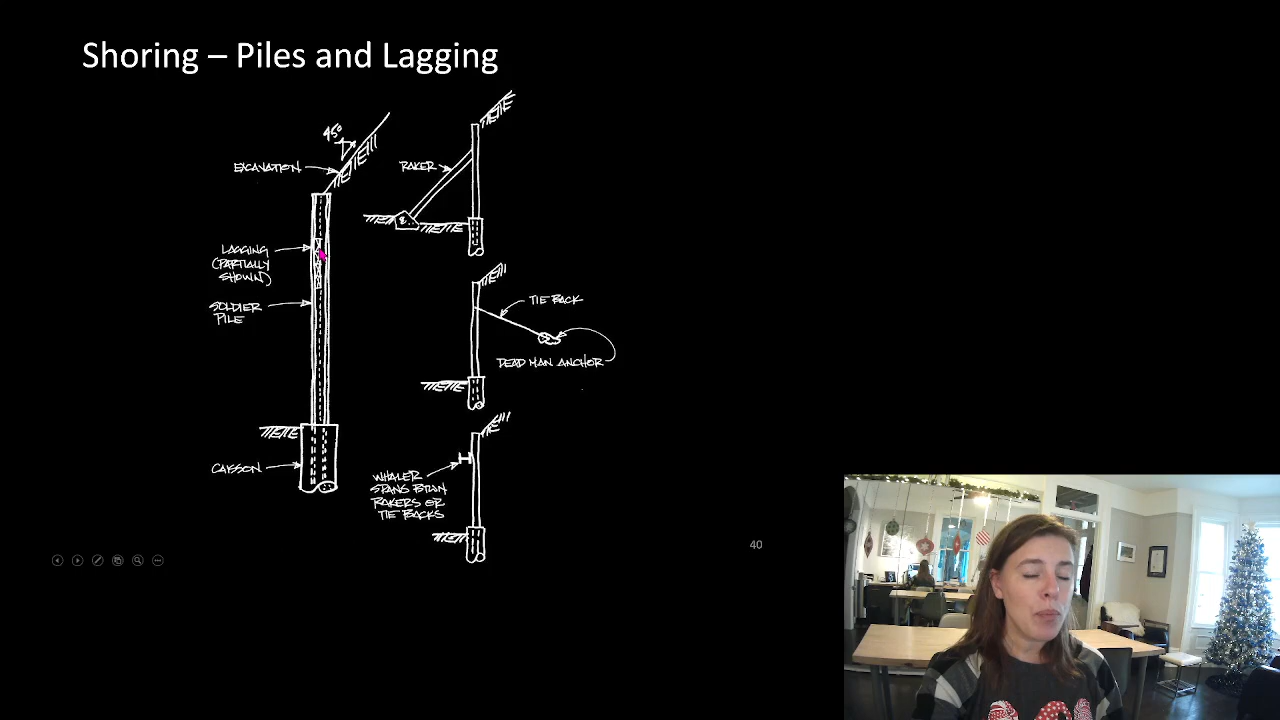 Shoring – Piles and Lagging
45°
EXCAVATION
LAGGING
(PARTIALLY
SHOWN)
SOLDIER
PILE
CAISSON
RAKER
TIE BACK
DEAD MAN ANCHOR
WHALER
SPANS BTWN
RAKERS OR
TIE BACKS
40